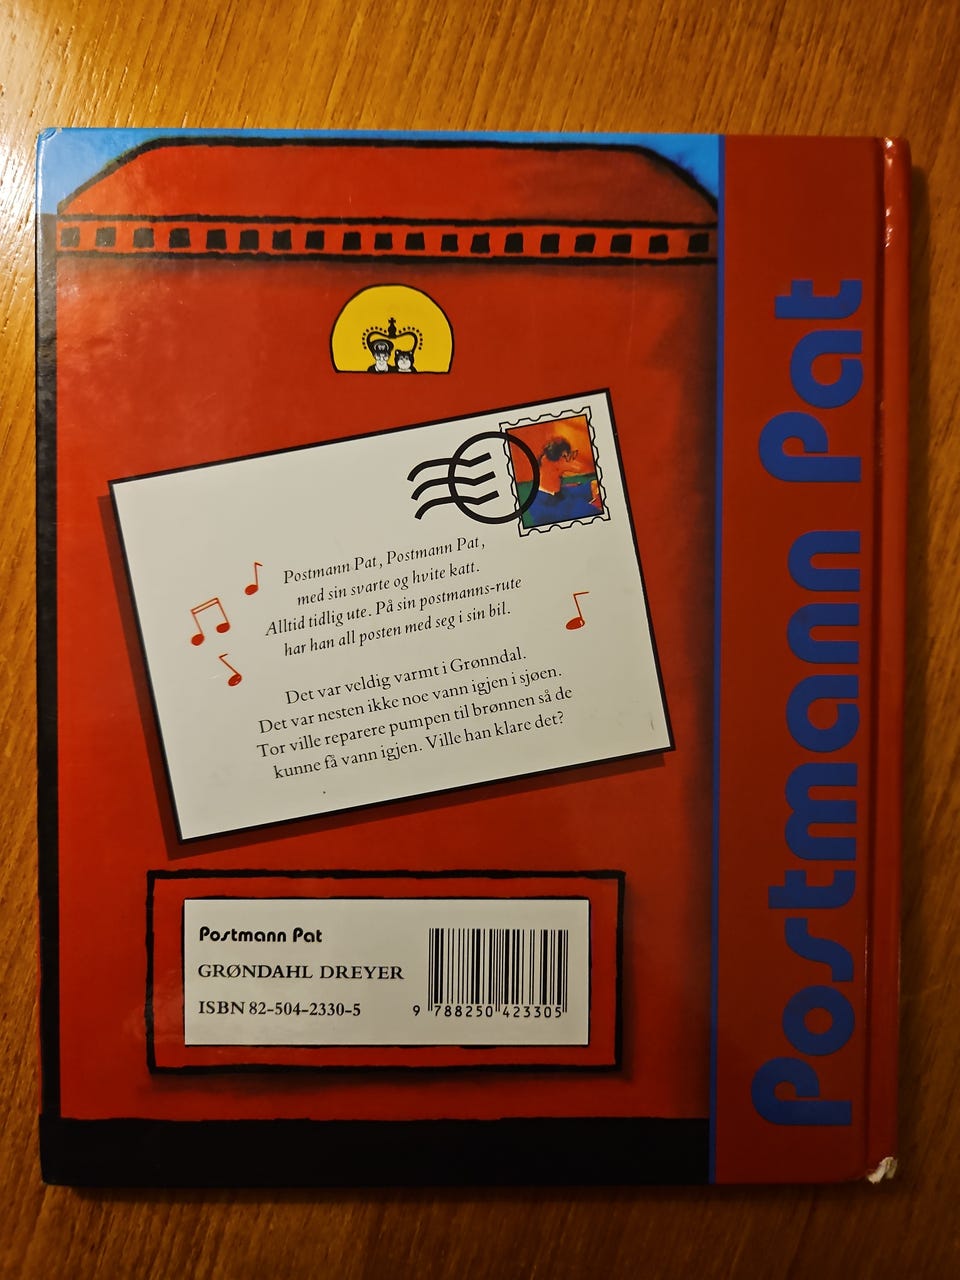 Postmann Pat, Postmann Pat,
med sin svarte og hvite katt.
Alltid tidlig ute. På sin postmanns-rute
har han all posten med seg i sin bil.
Det var veldig varmt i Grønndal.
Det var nesten ikke noe vann igjen i sjøen.
Tor ville reparere pumpen til brønnen så de
kunne få vann igjen. Ville han klare det?
Postmann Pat
GRØNDAHL DREYER
ISBN 82-504-2330-5
9 788250 423305
Postmann Pat